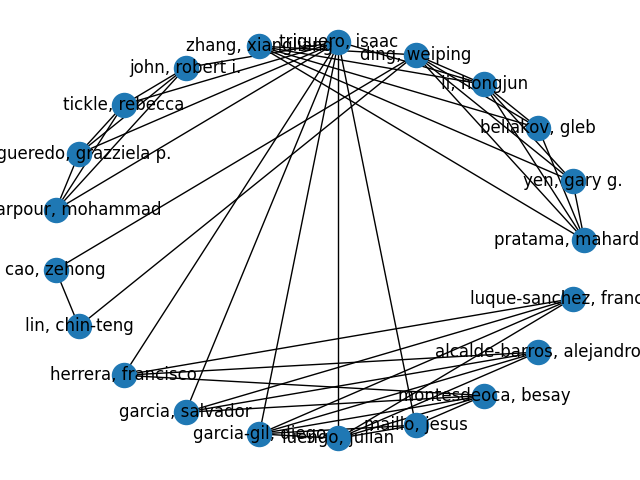 triguero, isaac
zhang, xiang
ding, weiping
john, robert i.
li, hongjun
tickle, rebecca
bellakov, gleb
gueredo, grazziela p.
yen, gary g.
arpour, mohammad
pratama, mahard
cao, zehong
luque-sanchez, franc
lin, chin-teng
alcalde-barros, alejandro
herrera, francisco
montesdeoca, besay
garcia, salvador
maillo, jesus
garcia-gil, diego
luengo, julian